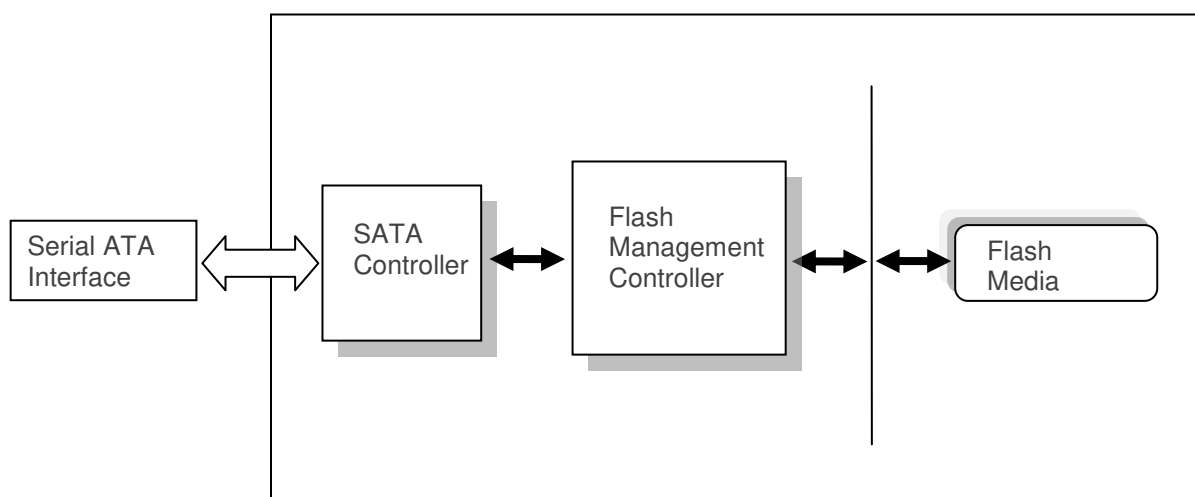 Serial ATA
Interface
SATA
Controller
Flash
Management
Controller
Flash
Media